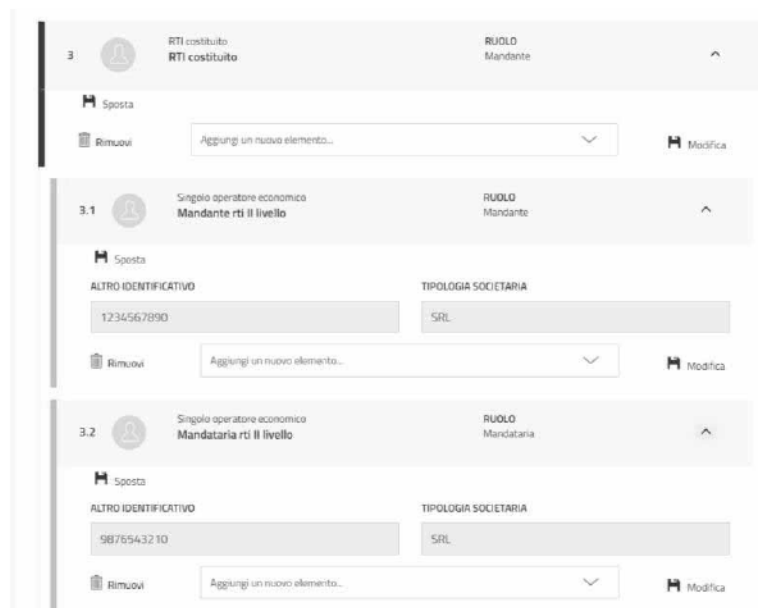 3
RTI costituito
RTI costituito
RUOLO
Mandante
Sposta
Rimuovi
Aggiungi un nuovo elemento...
Modifica
3.1
Singolo operatore economico
Mandante rti II livello
RUOLO
Mandante
Sposta
ALTRO IDENTIFICATIVO
TIPOLOGIA SOCIETARIA
1234567890
SRL
Rimuovi
Aggiungi un nuovo elemento...
Modifica
3.2
Singolo operatore economico
Mandataria rti II livello
RUOLO
Mandataria
Sposta
ALTRO IDENTIFICATIVO
TIPOLOGIA SOCIETARIA
9876543210
SRL
Rimuovi
Aggiungi un nuovo elemento...
Modifica